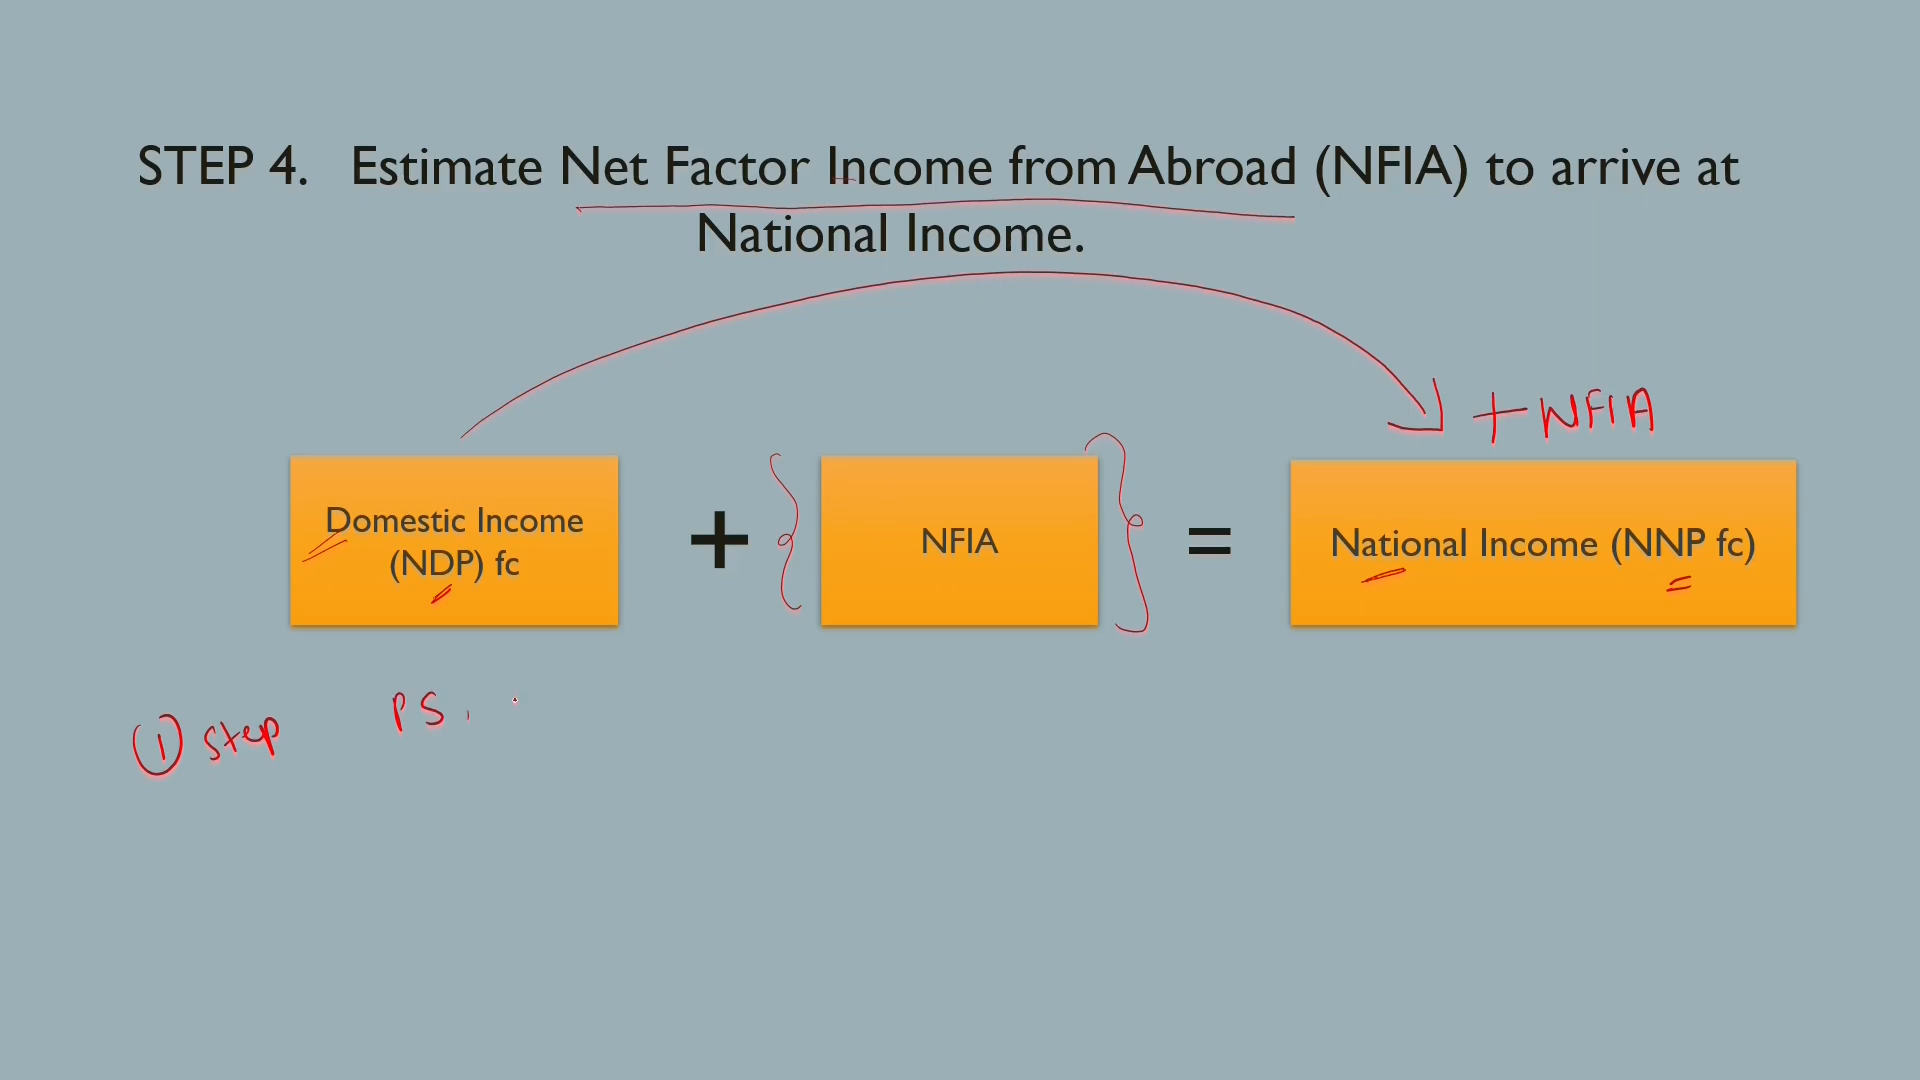 STEP 4. Estimate Net Factor Income from Abroad (NFIA) to arrive at
National Income.
+ NFIA
Domestic Income
(NDP) fc
+
NFIA
=
National Income (NNP fc)
① step
PS,